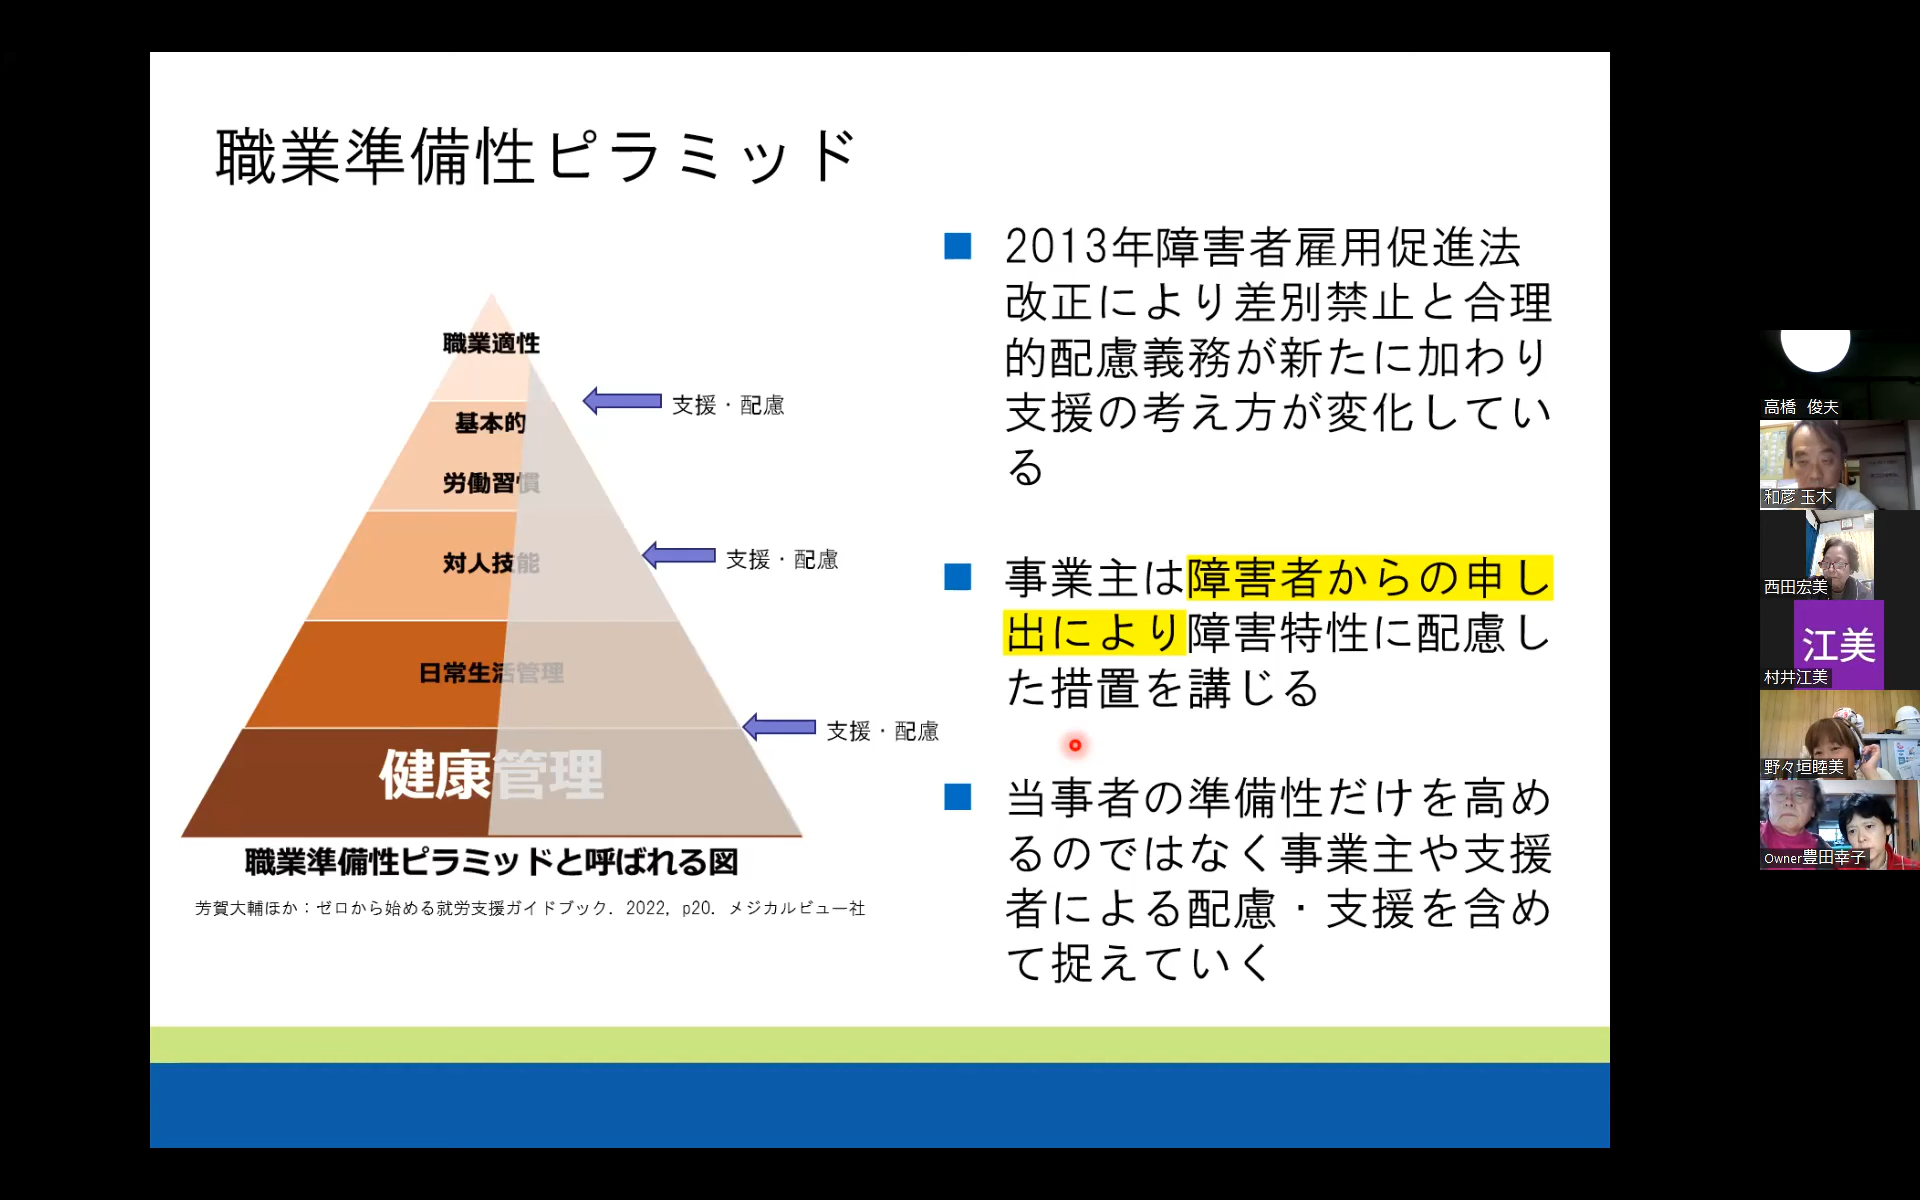 職業準備性ピラミッド
職業適性
基本的
労働習慣
対人技能
日常生活管理
健康管理
支援・配慮
支援・配慮
支援・配慮
職業準備性ピラミッドと呼ばれる図
芳賀大輔ほか：ゼロから始める就労支援ガイドブック．2022，p20．メジカルビュー社
■ 2013年障害者雇用促進法
改正により差別禁止と合理
的配慮義務が新たに加わり
支援の考え方が変化してい
る
■ 事業主は障害者からの申し
出により障害特性に配慮し
た措置を講じる
■ 当事者の準備性だけを高め
るのではなく事業主や支援
者による配慮・支援を含め
て捉えていく
高橋 俊夫
和彦 玉木
西田宏美
江美
村井江美
野々垣睦美
Owner豊田幸子